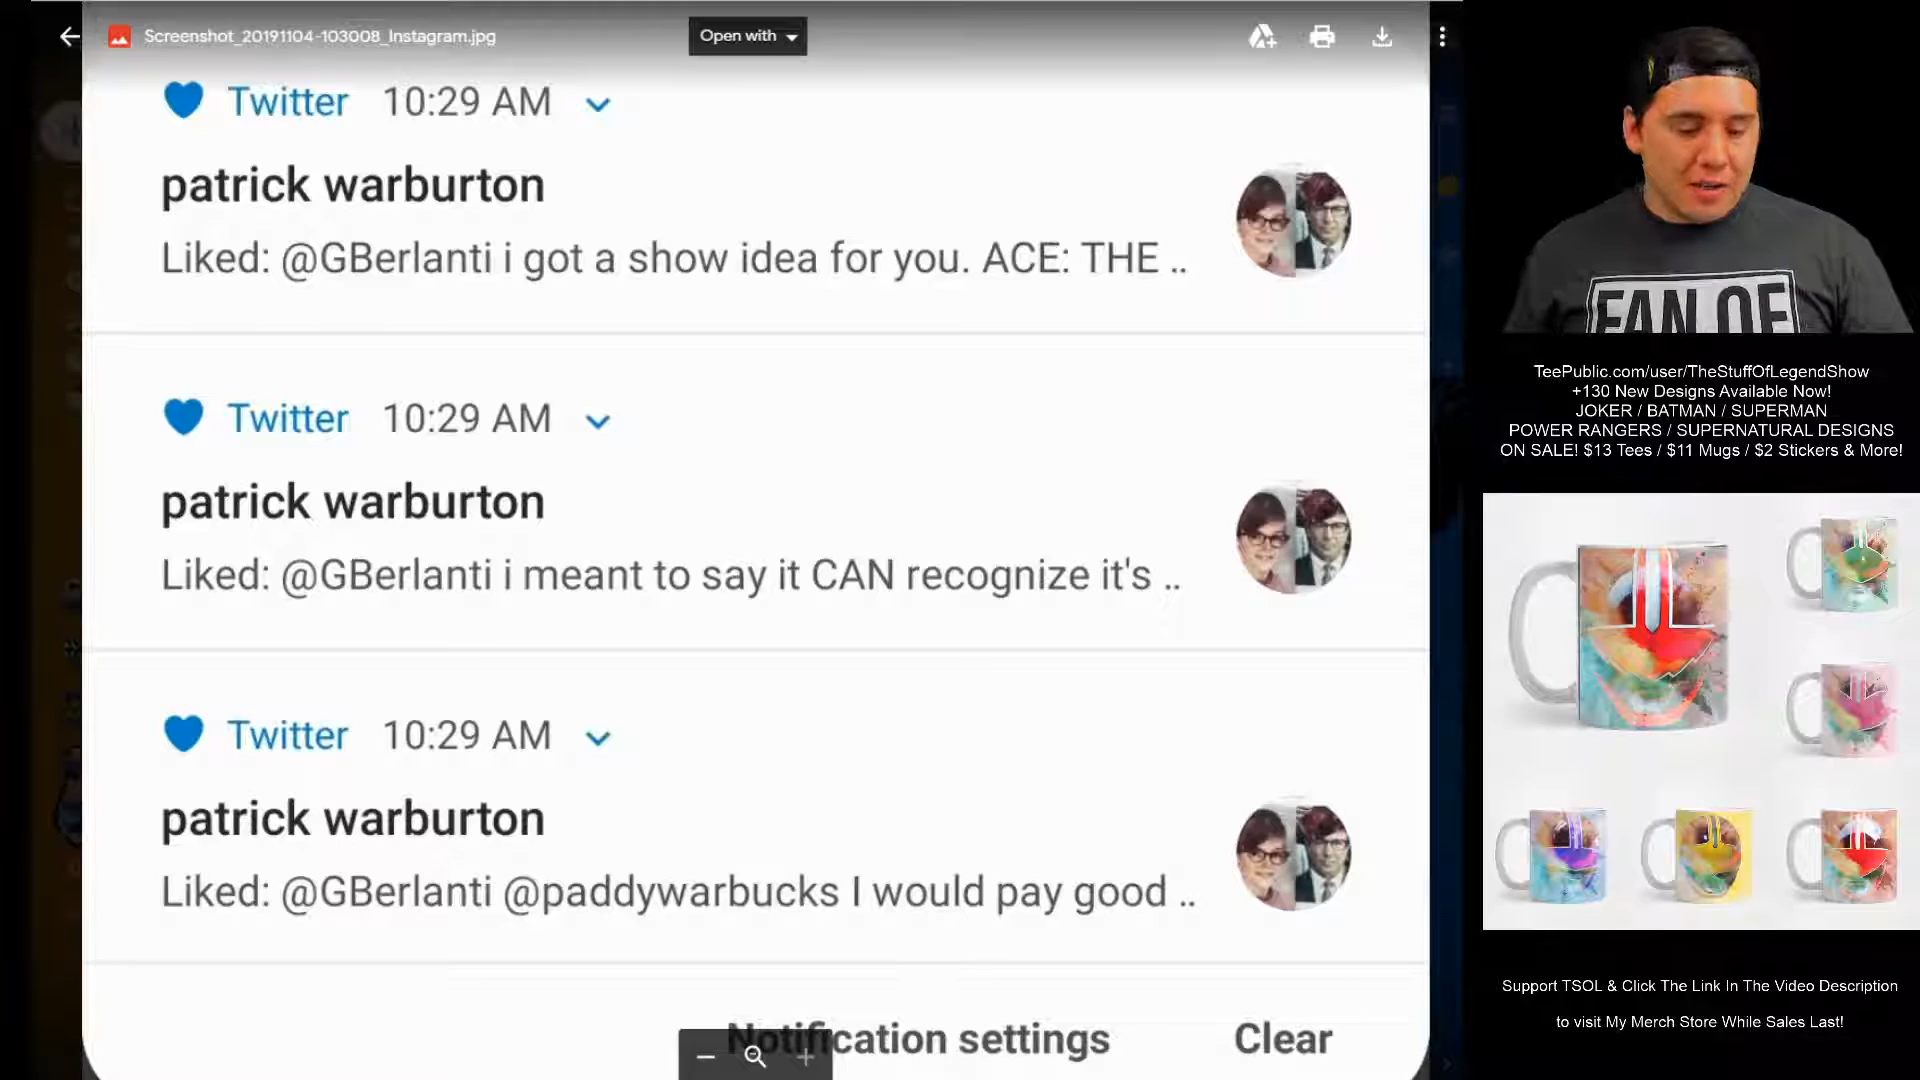 Screenshot_20191104-103008_Instagram.jpg
Open with
Twitter 10:29 AM
patrick warburton
Liked: @GBerlanti i got a show idea for you. ACE: THE ..
Twitter 10:29 AM
patrick warburton
Liked: @GBerlanti i meant to say it CAN recognize it's ..
Twitter 10:29 AM
patrick warburton
Liked: @GBerlanti @paddywarbucks I would pay good ..
Notification settings
Clear
FAN OF
TeePublic.com/user/TheStuffOfLegendShow
+130 New Designs Available Now!
JOKER / BATMAN / SUPERMAN
POWER RANGERS / SUPERNATURAL DESIGNS
ON SALE! $13 Tees / $11 Mugs / $2 Stickers & More!
Support TSOL & Click The Link In The Video Description
to visit My Merch Store While Sales Last!